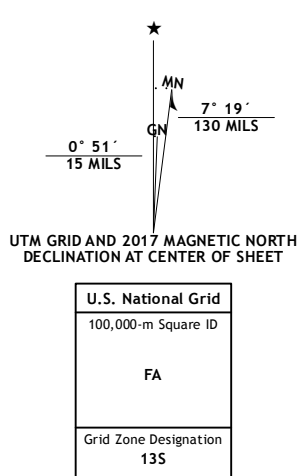 ★
MN
GN
7° 19´
130 MILS
0° 51´
15 MILS
UTM GRID AND 2017 MAGNETIC NORTH
DECLINATION AT CENTER OF SHEET
U.S. National Grid
100,000-m Square ID
FA
Grid Zone Designation
13S